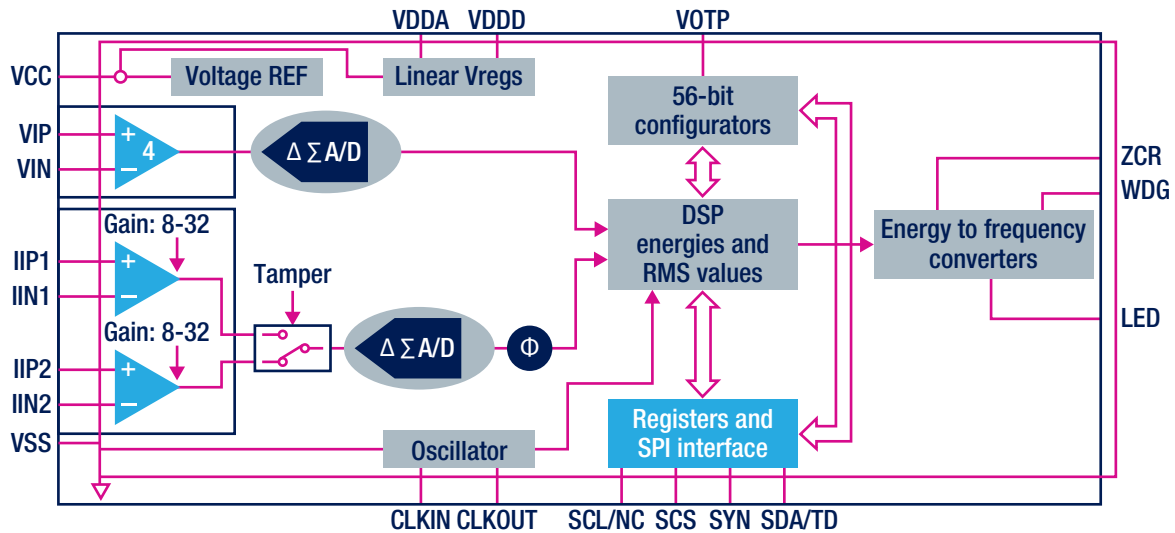 VDDA
VDDD
VOTP
VCC
Voltage REF
Linear Vregs
56-bit
configurators
VIP
VIN
+
4
−
Δ ∑ A/D
ZCR
WDG
Gain: 8-32
DSP
energies and
RMS values
Energy to frequency
converters
IIP1
IIN1
+
−
Tamper
LED
Gain: 8-32
Δ ∑ A/D
Φ
IIP2
IIN2
+
−
VSS
Oscillator
Registers and
SPI interface
CLKIN
CLKOUT
SCL/NC
SCS
SYN
SDA/TD